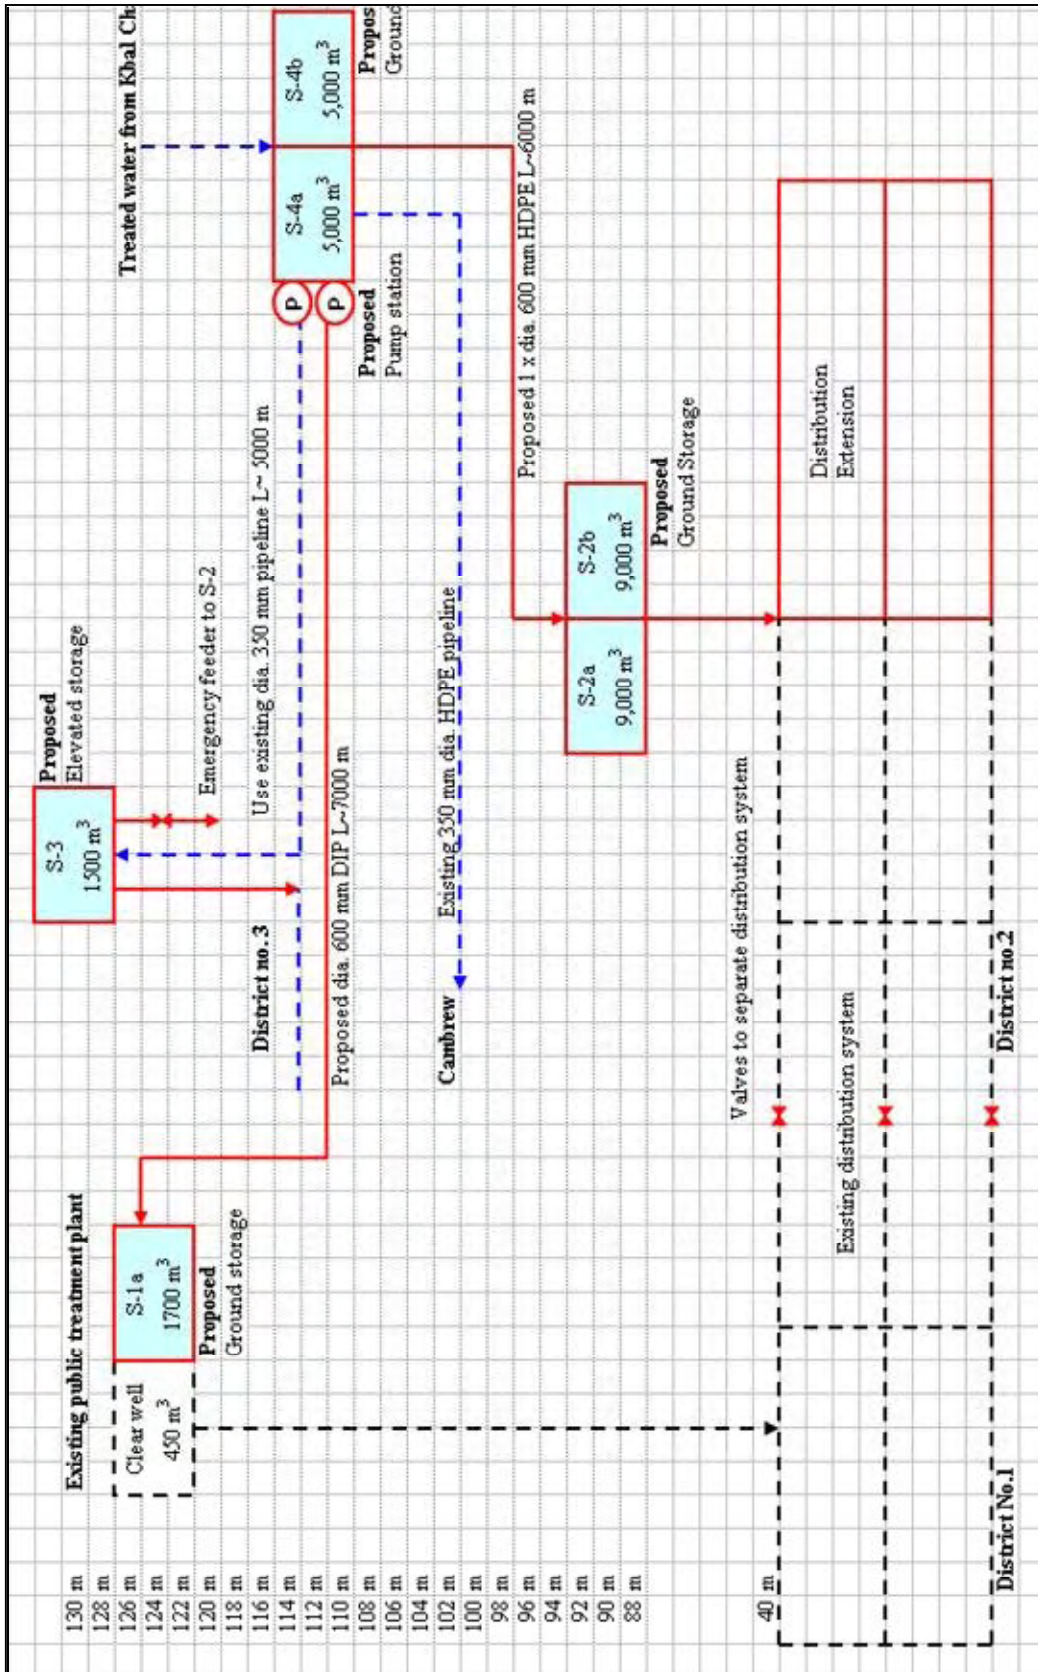 Existing public treatment plant
Clear well
450 m³
S-1a
1700 m³
Proposed
Ground storage
S-3
1500 m³
Proposed
Elevated storage
Emergency feeder to S-2
District no. 3
Use existing dia. 350 mm pipeline L~ 5000 m
Proposed dia. 600 mm DIP L~7000 m
Treated water from
S-4a
5,000 m³
S-4b
5,000 m³
P
P
Proposed
Pump station
Propos
Ground
Cambrew
Existing 350 mm dia. HDPE pipeline
Proposed 1 x dia. 600 mm HDPE L~6000 m
S-2a
9,000 m³
S-2b
9,000 m³
Proposed
Ground Storage
Valves to separate distribution system
Existing distribution system
Distribution
Extension
District No.1
District no.2
130 m
128 m
126 m
124 m
122 m
120 m
118 m
116 m
114 m
112 m
110 m
108 m
106 m
104 m
102 m
100 m
98 m
96 m
94 m
92 m
90 m
88 m
40 m